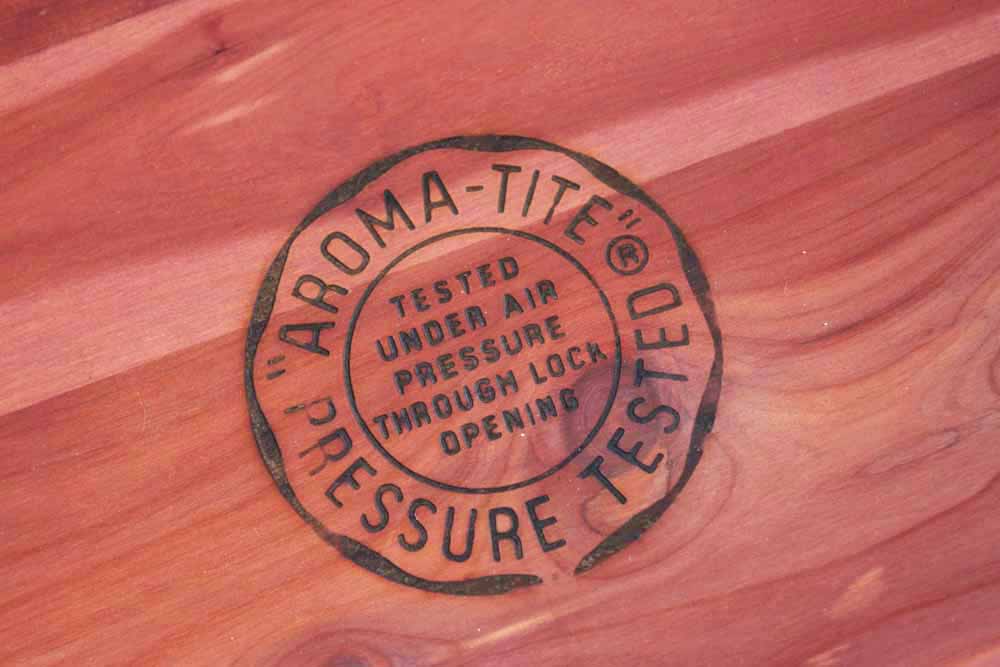 "AROMA-TITE"®
TESTED
UNDER AIR
PRESSURE
THROUGH LOCK
OPENING
PRESSURE TESTED